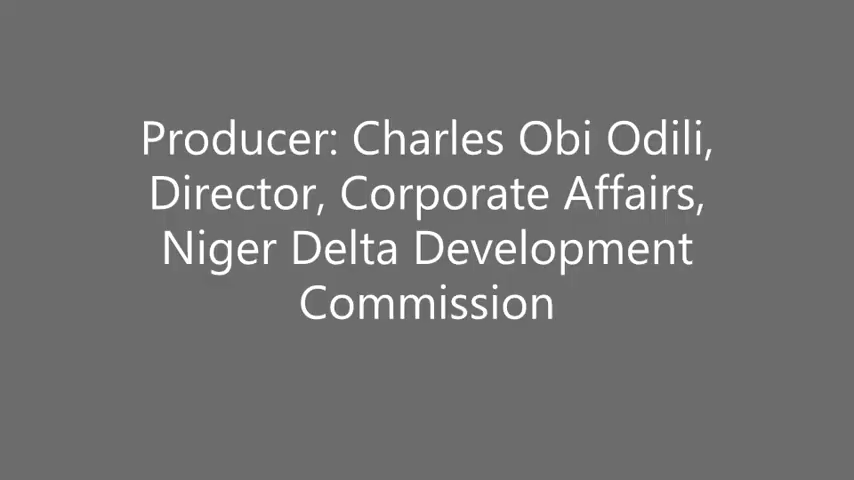 Producer: Charles Obi Odili,
Director, Corporate Affairs,
Niger Delta Development
Commission